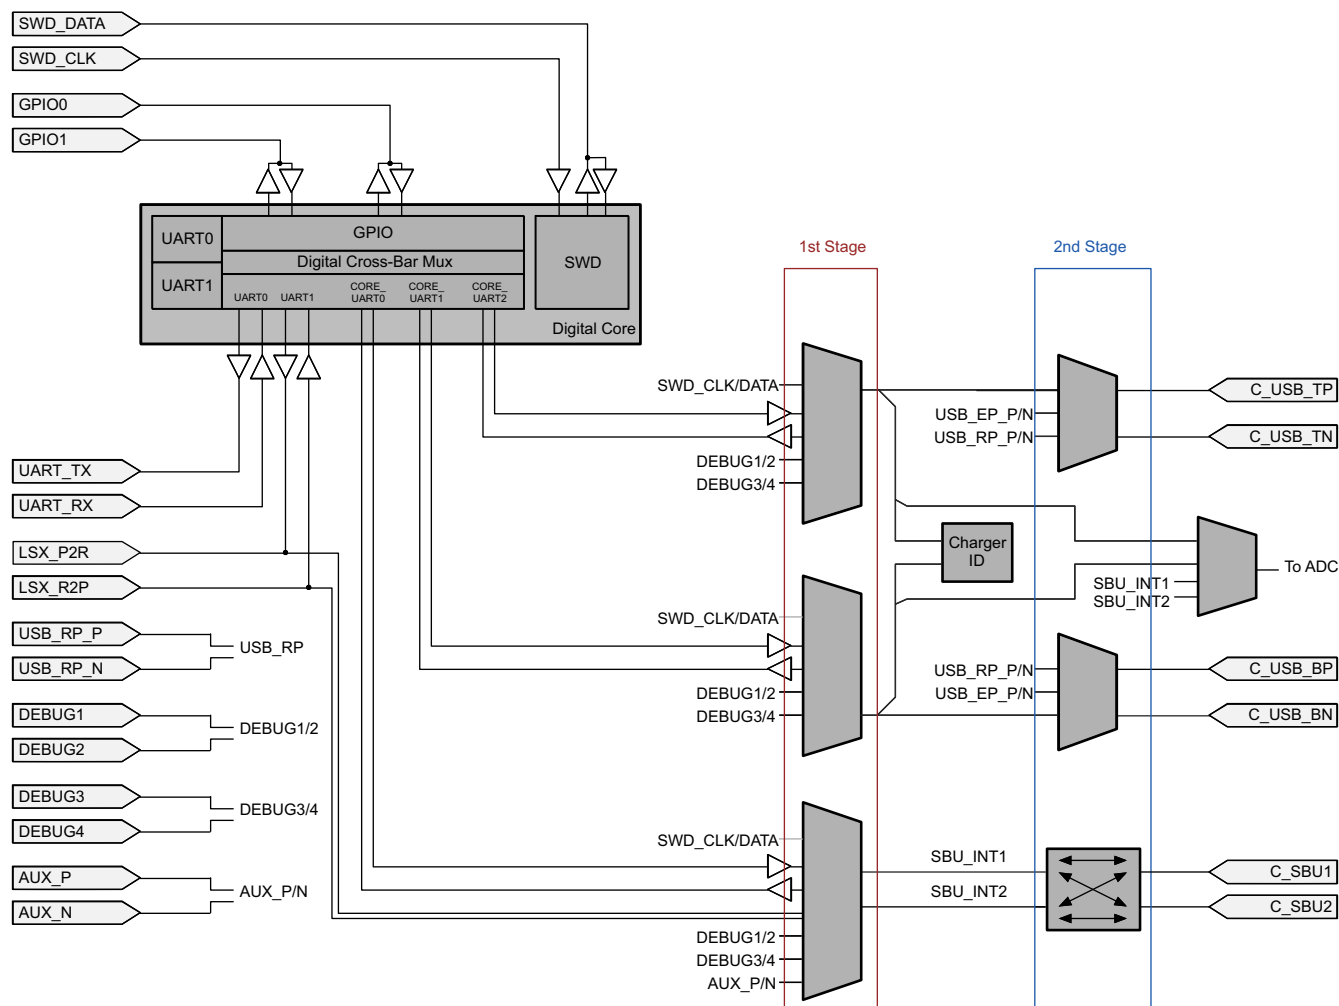 SWD_DATA
SWD_CLK
GPIO0
GPIO1
UART0
GPIO
Digital Cross-Bar Mux
UART1
UART0
UART1
CORE_
UART0
CORE_
UART1
CORE_
UART2
SWD
Digital Core
1st Stage
2nd Stage
SWD_CLK/DATA
DEBUG1/2
DEBUG3/4
USB_EP_P/N
USB_RP_P/N
C_USB_TP
C_USB_TN
UART_TX
UART_RX
LSX_P2R
LSX_R2P
Charger
ID
SBU_INT1
SBU_INT2
To ADC
USB_RP_P
USB_RP_N
USB_RP
SWD_CLK/DATA
DEBUG1/2
DEBUG3/4
USB_RP_P/N
USB_EP_P/N
C_USB_BP
C_USB_BN
DEBUG1
DEBUG2
DEBUG1/2
DEBUG3
DEBUG4
DEBUG3/4
AUX_P
AUX_N
AUX_P/N
SWD_CLK/DATA
DEBUG1/2
DEBUG3/4
AUX_P/N
SBU_INT1
SBU_INT2
C_SBU1
C_SBU2